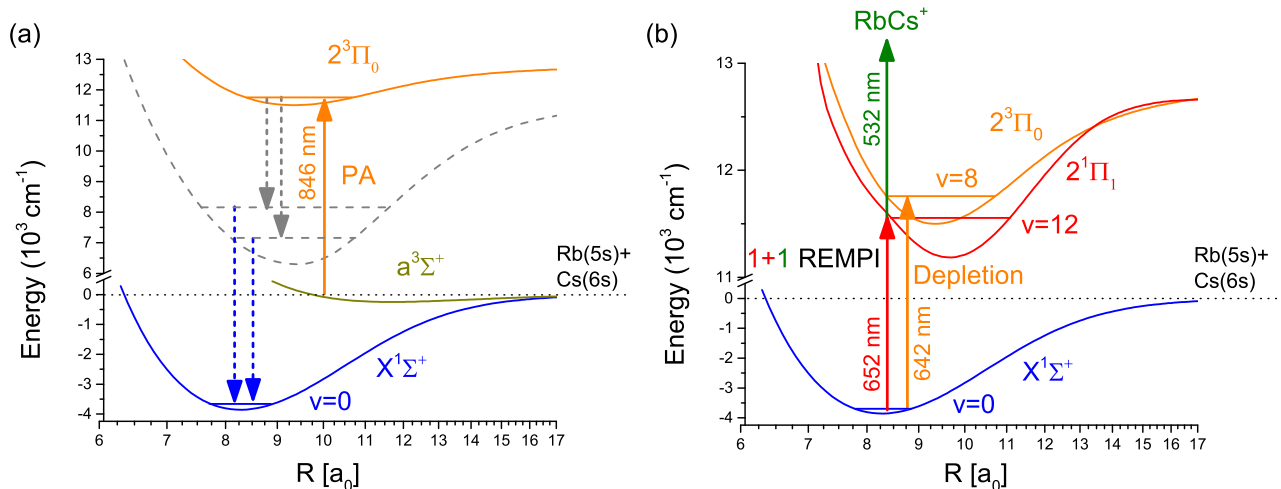 (a)
2³Π₀
846 nm
PA
a³Σ⁺
Rb(5s)+
Cs(6s)
X¹Σ⁺
v=0
Energy (10³ cm⁻¹)
13
12
11
10
9
8
7
6
0
-1
-2
-3
-4
6
7
8
9
10
11
12
13
14
15
16
17
R [a₀]
(b)
RbCs⁺
532 nm
2³Π₀
2¹Π₁
v=8
v=12
1+1 REMPI
Depletion
Rb(5s)+
Cs(6s)
652 nm
642 nm
X¹Σ⁺
v=0
Energy (10³ cm⁻¹)
13
12
11
0
-1
-2
-3
-4
6
7
8
9
10
11
12
13
14
15
16
17
R [a₀]